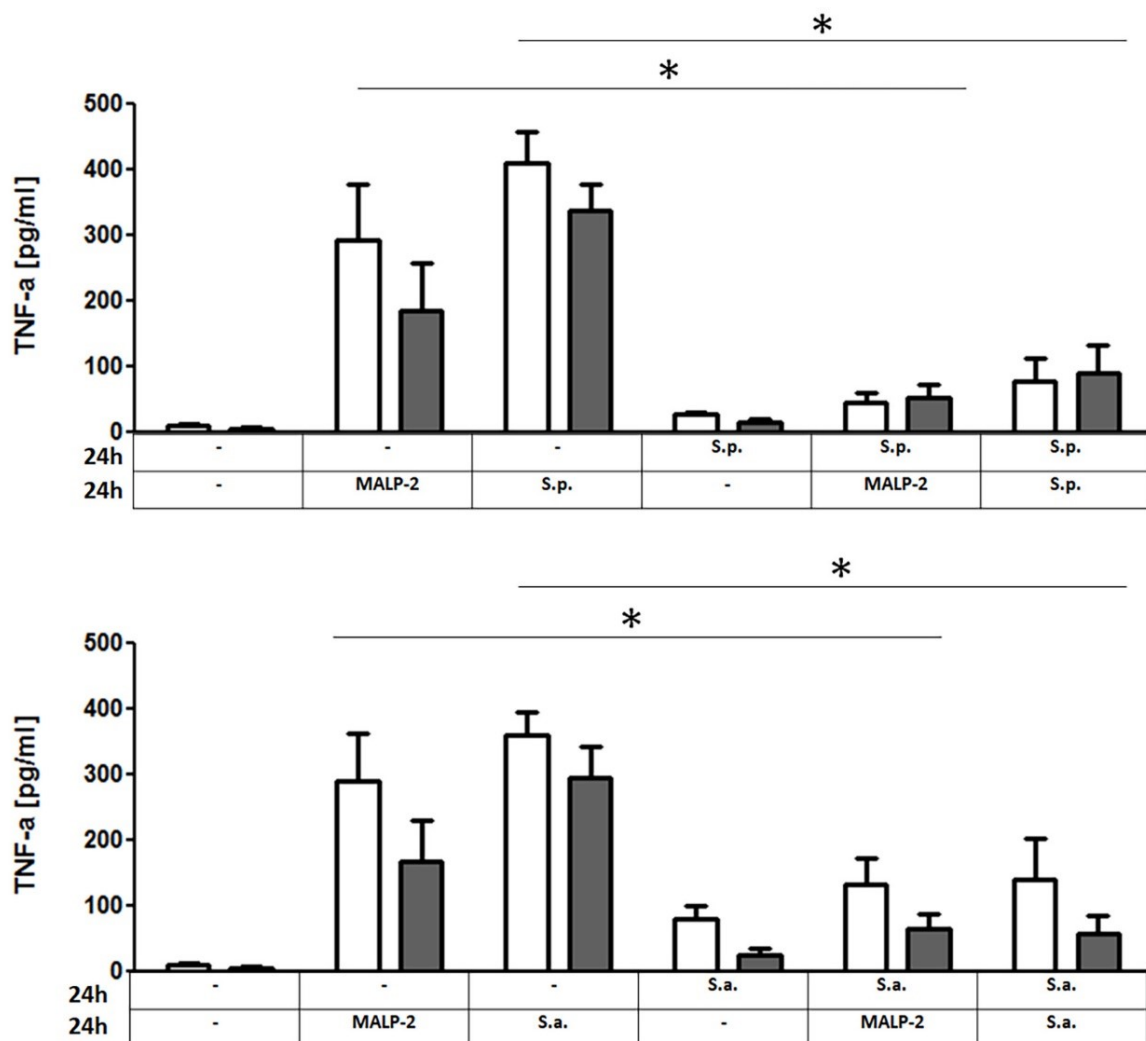 *
*
500
400
300
200
100
0
TNF-a [pg/ml]
24h - - - S.p. S.p. S.p.
24h - MALP-2 S.p. - MALP-2 S.p.
*
*
500
400
300
200
100
0
TNF-a [pg/ml]
24h - - - S.a. S.a. S.a.
24h - MALP-2 S.a. - MALP-2 S.a.